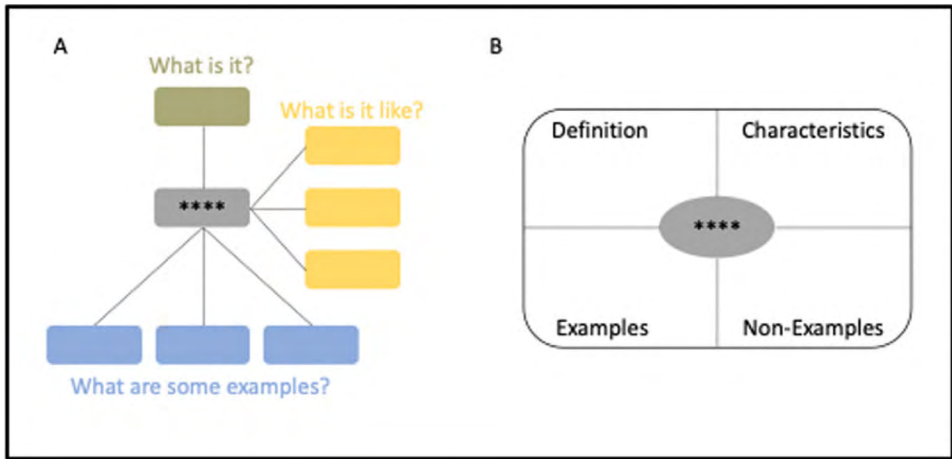 A
What is it?
What is it like?
****
What are some examples?
B
Definition
Characteristics
****
Examples
Non-Examples